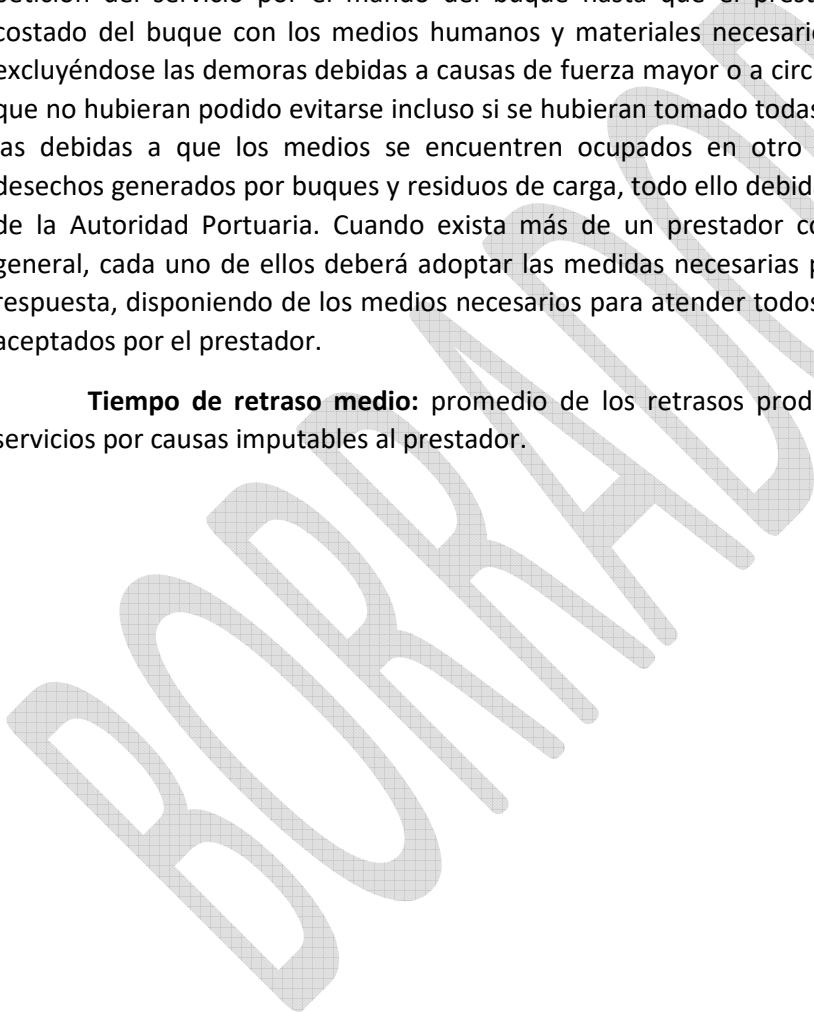 petición del servicio por el mando del buque hasta que el prest
costado del buque con los medios humanos y materiales necesari
excluyéndose las demoras debidas a causas de fuerza mayor o a circ
que no hubieran podido evitarse incluso si se hubieran tomado todas
las debidas a que los medios se encuentren ocupados en otro
desechos generados por buques y residuos de carga, todo ello debida
de la Autoridad Portuaria. Cuando exista más de un prestador co
general, cada uno de ellos deberá adoptar las medidas necesarias p
respuesta, disponiendo de los medios necesarios para atender todos
aceptados por el prestador.
Tiempo de retraso medio: promedio de los retrasos prod
servicios por causas imputables al prestador.
BORRADO